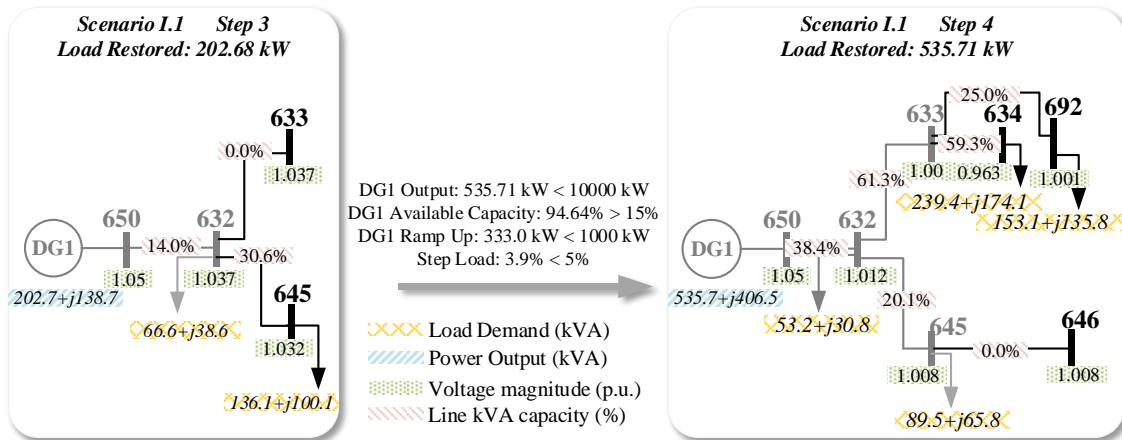 Scenario I.1 Step 3
Load Restored: 202.68 kW
633
0.0%
1.037
650
632
DG1
14.0%
30.6%
1.05
1.037
645
202.7+j138.7
66.6+j38.6
1.032
136.1+j100.1
DG1 Output: 535.71 kW < 10000 kW
DG1 Available Capacity: 94.64% > 15%
DG1 Ramp Up: 333.0 kW < 1000 kW
Step Load: 3.9% < 5%
Load Demand (kVA)
Power Output (kVA)
Voltage magnitude (p.u.)
Line kVA capacity (%)
Scenario I.1 Step 4
Load Restored: 535.71 kW
25.0%
633
634
692
59.3%
1.00
0.963
1.001
61.3%
239.4+j174.1
153.1+j135.8
650
632
DG1
38.4%
1.05
1.012
535.7+j406.5
20.1%
53.2+j30.8
645
646
0.0%
1.008
1.008
89.5+j65.8